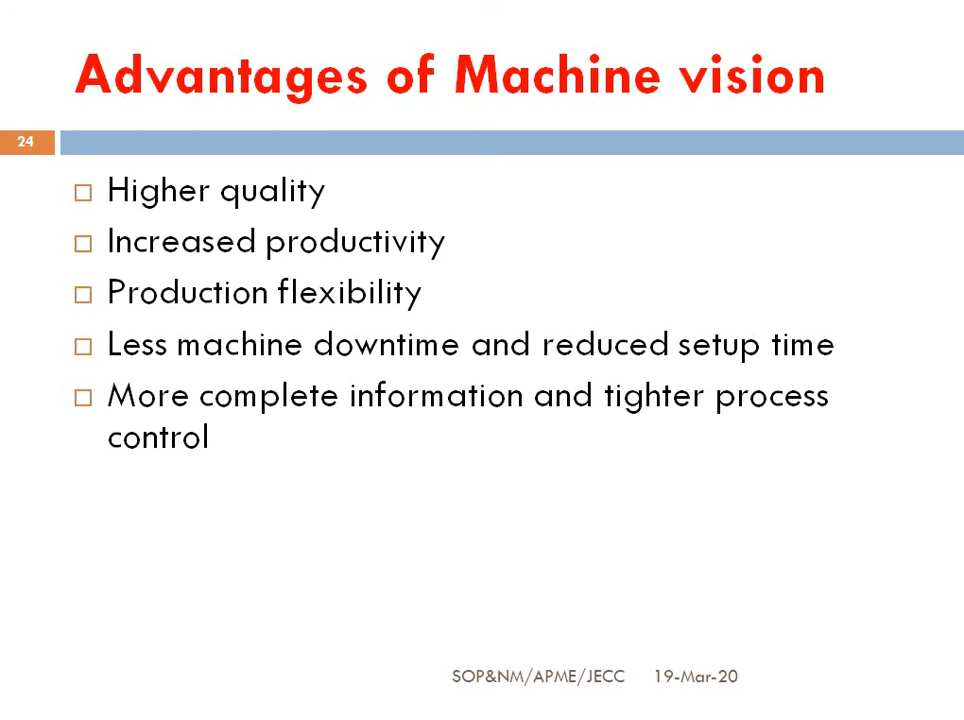 Advantages of Machine vision
24
Higher quality
Increased productivity
Production flexibility
Less machine downtime and reduced setup time
More complete information and tighter process
control
SOP&NM/APME/JECC 19-Mar-20